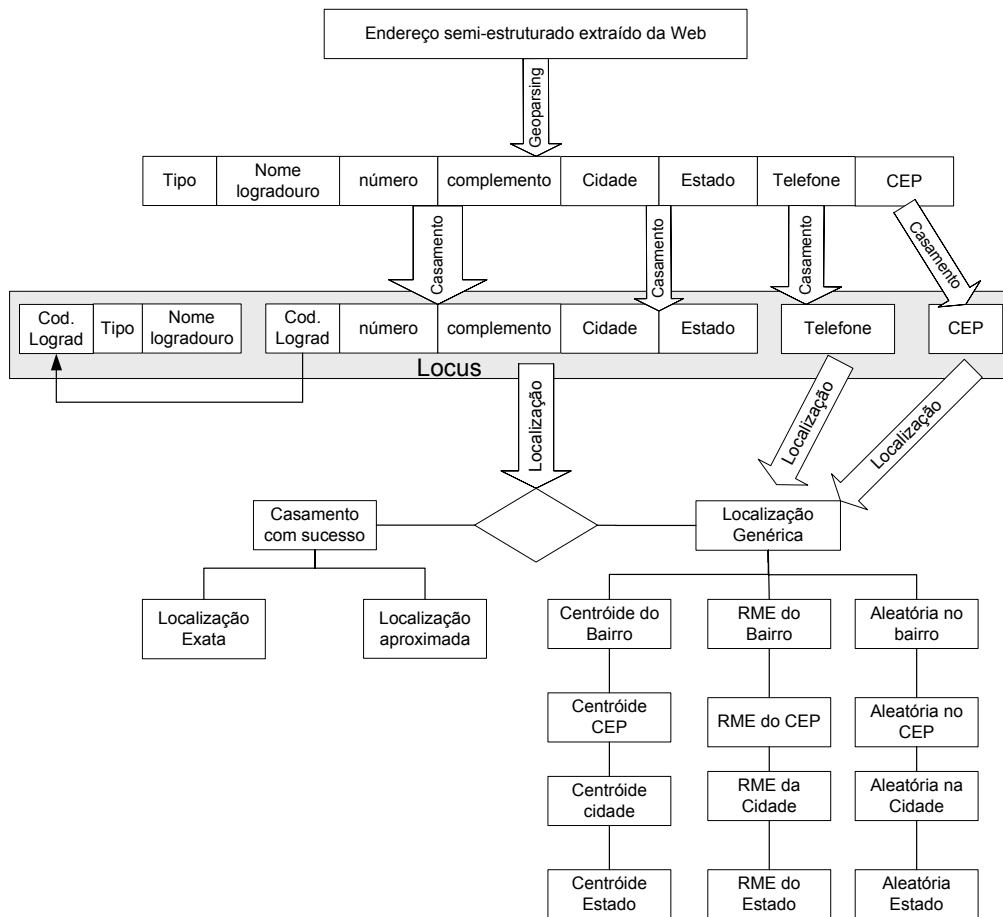 Endereço semi-estruturado extraído da Web
Geoparsing
Tipo
Nome
logradouro
número
complemento
Cidade
Estado
Telefone
CEP
Casamento
Casamento
Casamento
Casamento
Cod.
Lograd
Tipo
Nome
logradouro
Cod.
Lograd
número
complemento
Cidade
Estado
Telefone
CEP
Locus
Localização
Localização
Localização
Casamento
com sucesso
Localização
Genérica
Localização
Exata
Localização
aproximada
Centróide do
Bairro
RME do
Bairro
Aleatória no
bairro
Centróide
CEP
RME do CEP
Aleatória no
CEP
Centróide
cidade
RME da
Cidade
Aleatória na
Cidade
Centróide
Estado
RME do
Estado
Aleatória
Estado